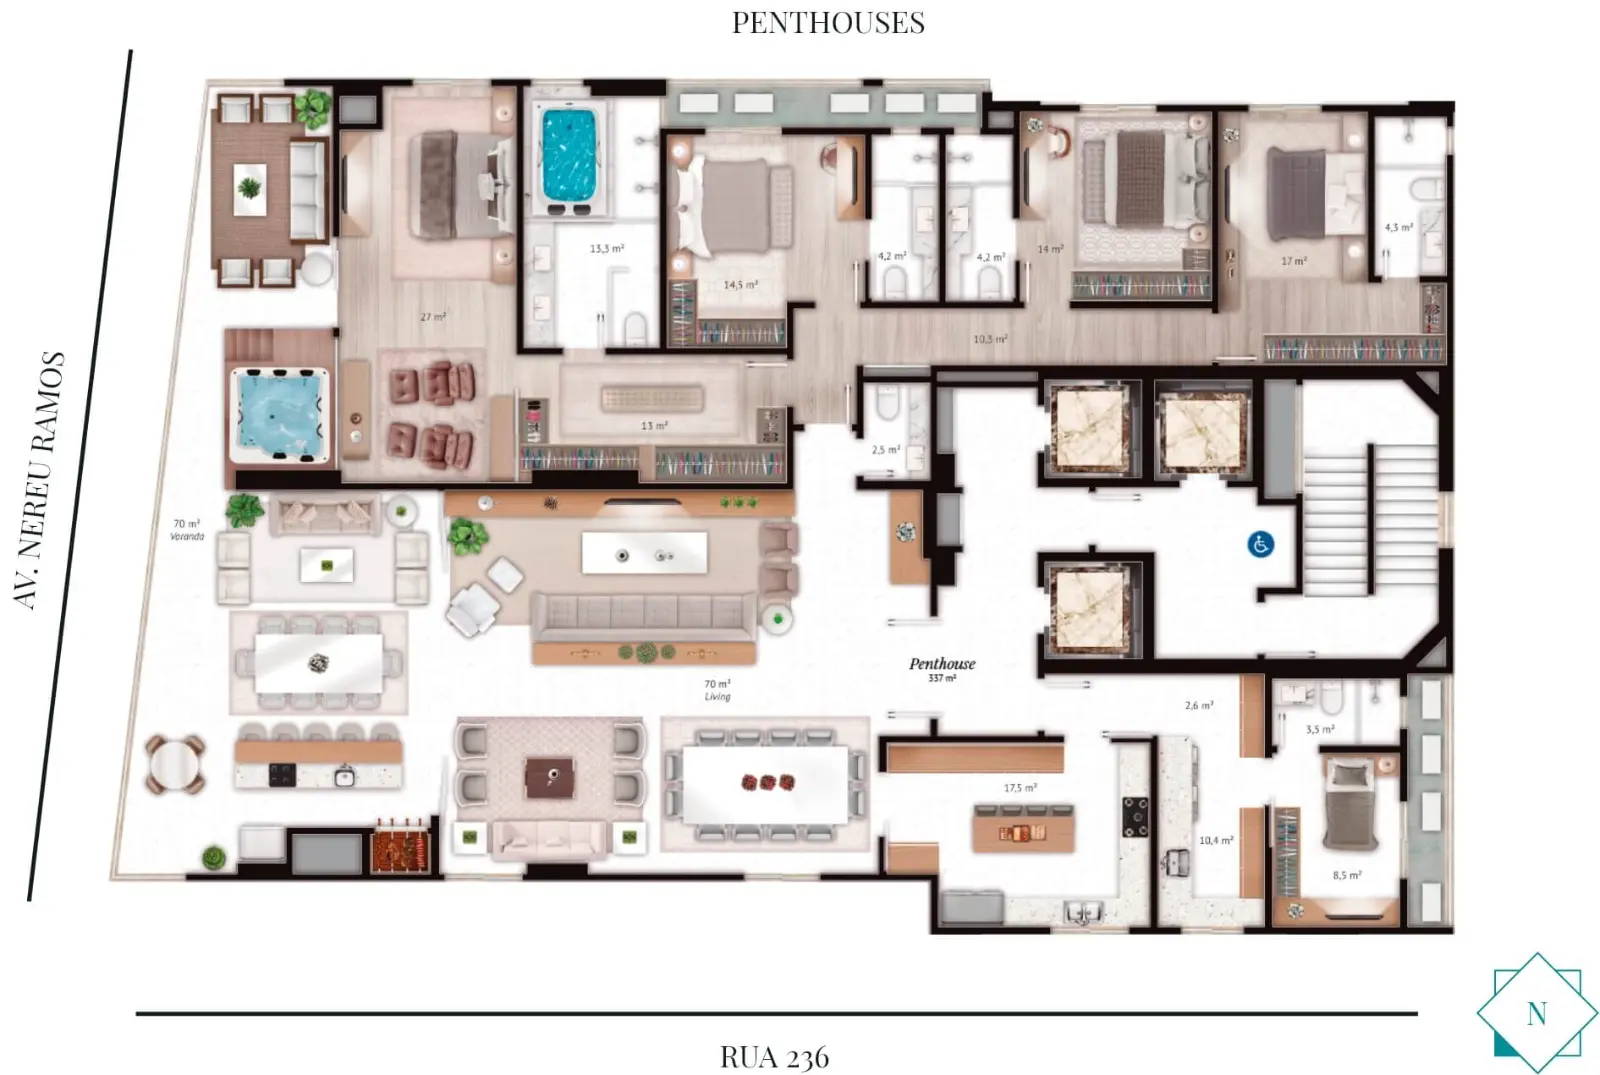 PENTHOUSES
AV. NEREU RAMOS
13,3 m²
4,2 m²
4,2 m²
14 m²
4,3 m²
17 m²
14,5 m²
27 m²
10,3 m²
13 m²
2,5 m²
70 m²
Veranda
Penthouse
337 m²
70 m²
Living
2,6 m²
3,5 m²
17,5 m²
10,4 m²
8,5 m²
N
RUA 236